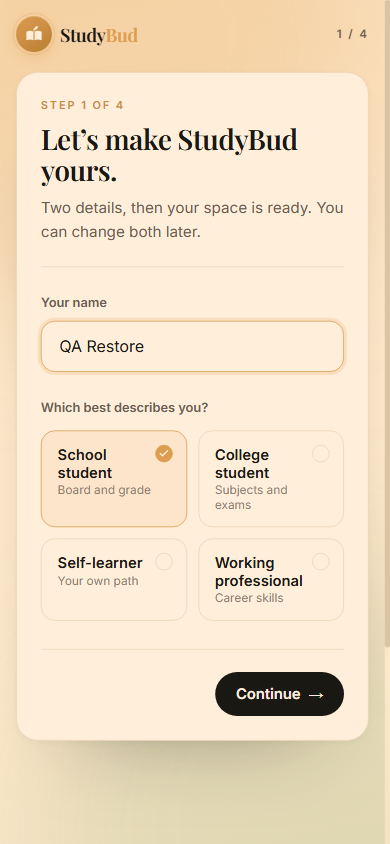 StudyBud
1 / 4
STEP 1 OF 4
Let’s make StudyBud
yours.
Two details, then your space is ready. You
can change both later.
Your name
QA Restore
Which best describes you?
School
student
Board and grade
College
student
Subjects and
exams
Self-learner
Your own path
Working
professional
Career skills
Continue →